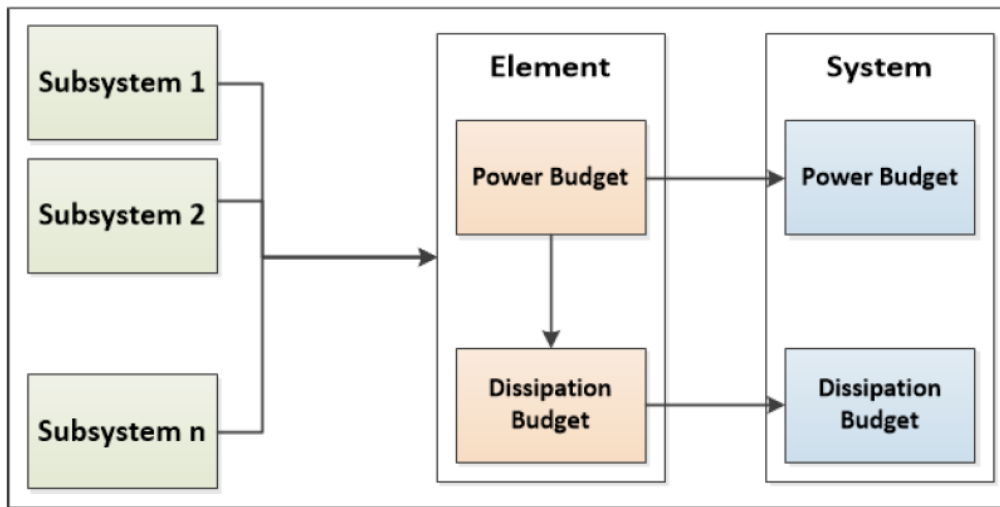 Subsystem 1
Subsystem 2
Subsystem n
Element
Power Budget
Dissipation
Budget
System
Power Budget
Dissipation
Budget